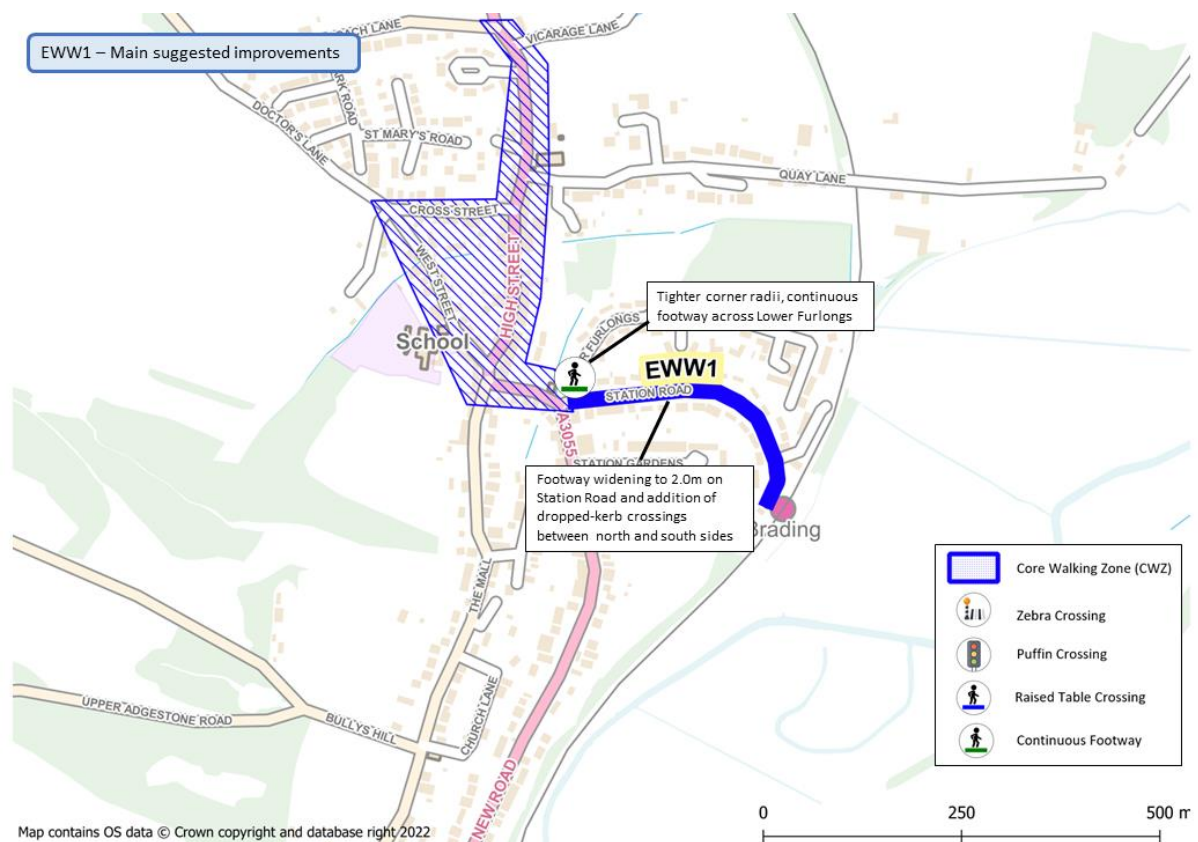 EWW1 – Main suggested improvements
VICARAGE LANE
DOCTOR'S LANE
ST MARY'S ROAD
QUAY LANE
CROSS STREET
WEST STREET
HIGH STREET
School
Tighter corner radii, continuous
footway across Lower Furlongs
FURLONGS
EWW1
STATION ROAD
A3055
STATION GARDENS
Footway widening to 2.0m on
Station Road and addition of
dropped-kerb crossings
between north and south sides
Brading
THE MALL
CHURCH LANE
UPPER ADGESTONE ROAD
BULLYS HILL
NEW ROAD
Core Walking Zone (CWZ)
Zebra Crossing
Puffin Crossing
Raised Table Crossing
Continuous Footway
0 250 500 m
Map contains OS data © Crown copyright and database right 2022